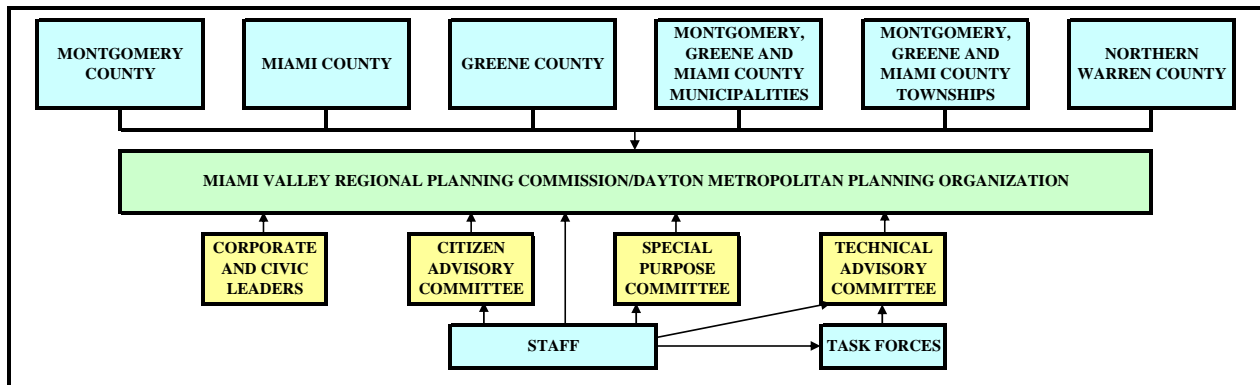 MONTGOMERY
COUNTY
MIAMI COUNTY
GREENE COUNTY
MONTGOMERY,
GREENE AND
MIAMI COUNTY
MUNICIPALITIES
MONTGOMERY,
GREENE AND
MIAMI COUNTY
TOWNSHIPS
NORTHERN
WARREN COUNTY
MIAMI VALLEY REGIONAL PLANNING COMMISSION/DAYTON METROPOLITAN PLANNING ORGANIZATION
CORPORATE
AND CIVIC
LEADERS
CITIZEN
ADVISORY
COMMITTEE
SPECIAL
PURPOSE
COMMITTEE
TECHNICAL
ADVISORY
COMMITTEE
STAFF
TASK FORCES